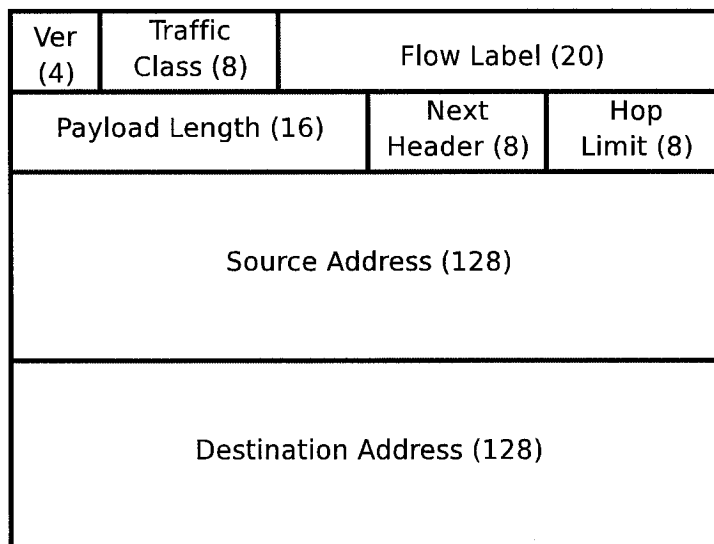 Ver
(4)
Traffic
Class (8)
Flow Label (20)
Payload Length (16)
Next
Header (8)
Hop
Limit (8)
Source Address (128)
Destination Address (128)